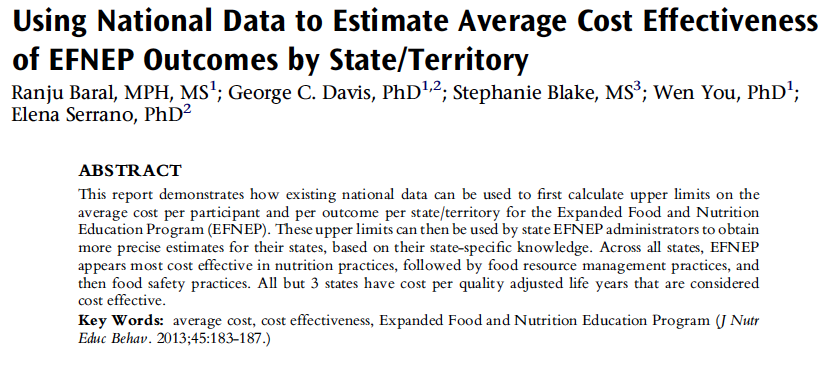 Using National Data to Estimate Average Cost Effectiveness
of EFNEP Outcomes by State/Territory
Ranju Baral, MPH, MS1; George C. Davis, PhD1,2; Stephanie Blake, MS3; Wen You, PhD1;
Elena Serrano, PhD2
ABSTRACT
This report demonstrates how existing national data can be used to first calculate upper limits on the
average cost per participant and per outcome per state/territory for the Expanded Food and Nutrition
Education Program (EFNEP). These upper limits can then be used by state EFNEP administrators to obtain
more precise estimates for their states, based on their state-specific knowledge. Across all states, EFNEP
appears most cost effective in nutrition practices, followed by food resource management practices, and
then food safety practices. All but 3 states have cost per quality adjusted life years that are considered
cost effective.
Key Words: average cost, cost effectiveness, Expanded Food and Nutrition Education Program (J Nutr
Educ Behav. 2013;45:183-187.)